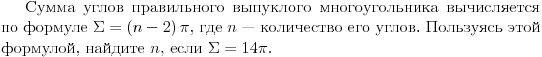 Сумма углов правильного выпуклого многоугольника вычисляется
по формуле Σ = (n − 2) π, где n — количество его углов. Пользуясь этой
формулой, найдите n, если Σ = 14π.